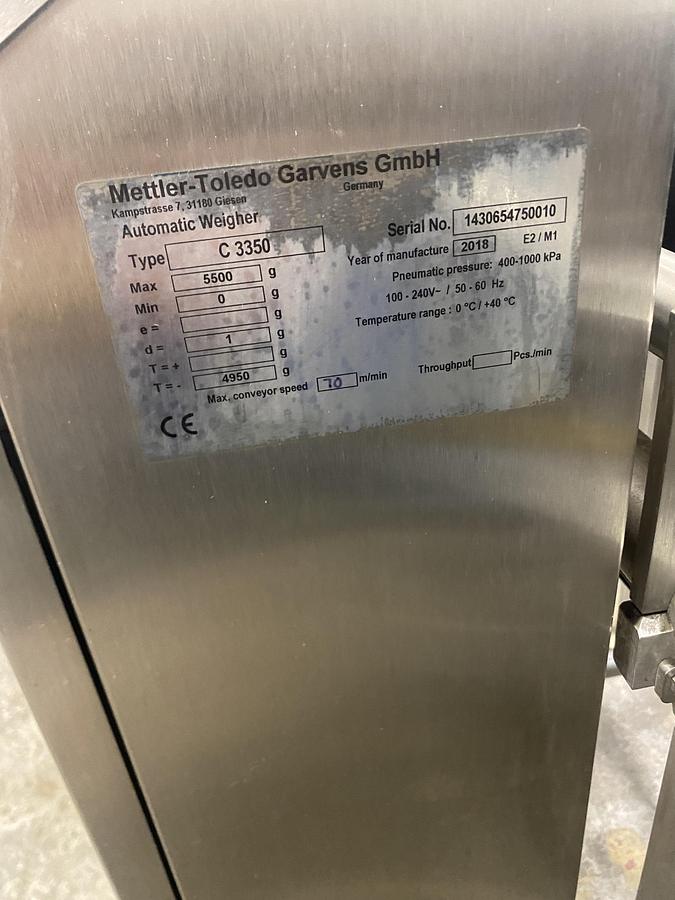 Mettler-Toledo Garvens GmbH
Kampstrasse 7, 31180 Giesen
Germany
Automatic Weigher
Type C 3350
Serial No. 1430654750010
Year of manufacture 2018 E2 / M1
Max 5500 g
Pneumatic pressure: 400-1000 kPa
Min 0 g
100 - 240V~ / 50 - 60 Hz
e = g
Temperature range : 0 °C / +40 °C
d = 1 g
T = + g
T = - 4950 g
Max. conveyor speed 70 m/min
Throughput Pcs./min
CE